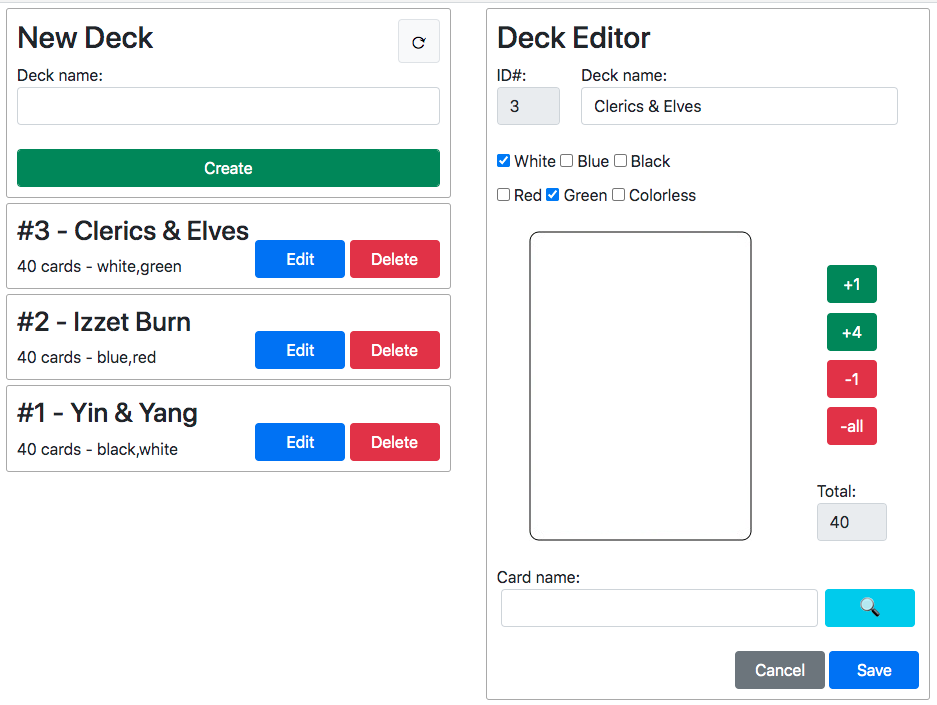 New Deck
Deck name:
Create
#3 - Clerics & Elves
40 cards - white,green
Edit
Delete
#2 - Izzet Burn
40 cards - blue,red
Edit
Delete
#1 - Yin & Yang
40 cards - black,white
Edit
Delete
Deck Editor
ID#: Deck name:
3 Clerics & Elves
White Blue Black
Red Green Colorless
+1
+4
-1
-all
Total:
40
Card name:
Cancel Save